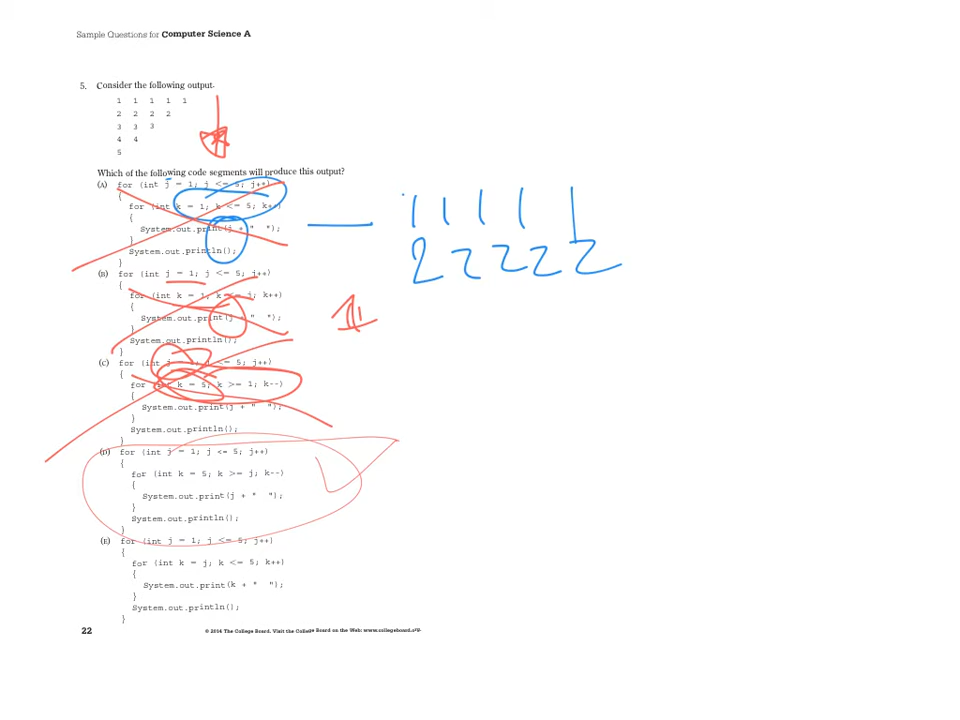 Sample Questions for Computer Science A
5. Consider the following output.
1 1 1 1 1
2 2 2 2
3 3 3
4 4
5
Which of the following code segments will produce this output?
(A) for (int j = 1; j <= 5; j++)
{
for (int k = 1; k <= 5; k++)
{
System.out.print(j + " ");
}
System.out.println();
}
(B) for (int j = 1; j <= 5; j++)
{
for (int k = 1; k <= j; k++)
{
System.out.print(j + " ");
}
System.out.println();
}
(C) for (int j = 1; j <= 5; j++)
{
for (int k = 5; k >= 1; k--)
{
System.out.print(j + " ");
}
System.out.println();
}
(D) for (int j = 1; j <= 5; j++)
{
for (int k = 5; k >= j; k--)
{
System.out.print(j + " ");
}
System.out.println();
}
(E) for (int j = 1; j <= 5; j++)
{
for (int k = j; k <= 5; k++)
{
System.out.print(k + " ");
}
System.out.println();
}
1 1 1 1 1
2 2 2 2 2
22
© 2014 The College Board. Visit the College Board on the Web: